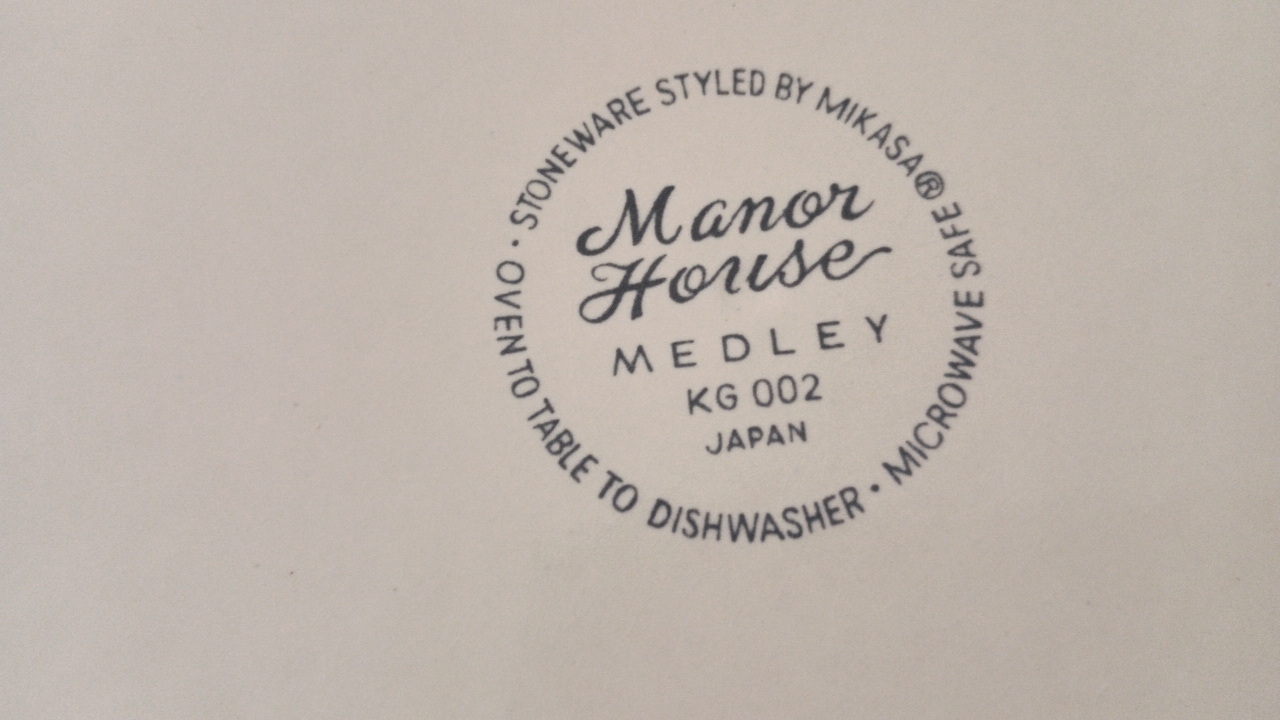 STONEWARE STYLED BY MIKASA®
Manor
House
MEDLEY
KG 002
JAPAN
• OVEN TO TABLE TO DISHWASHER • MICROWAVE SAFE